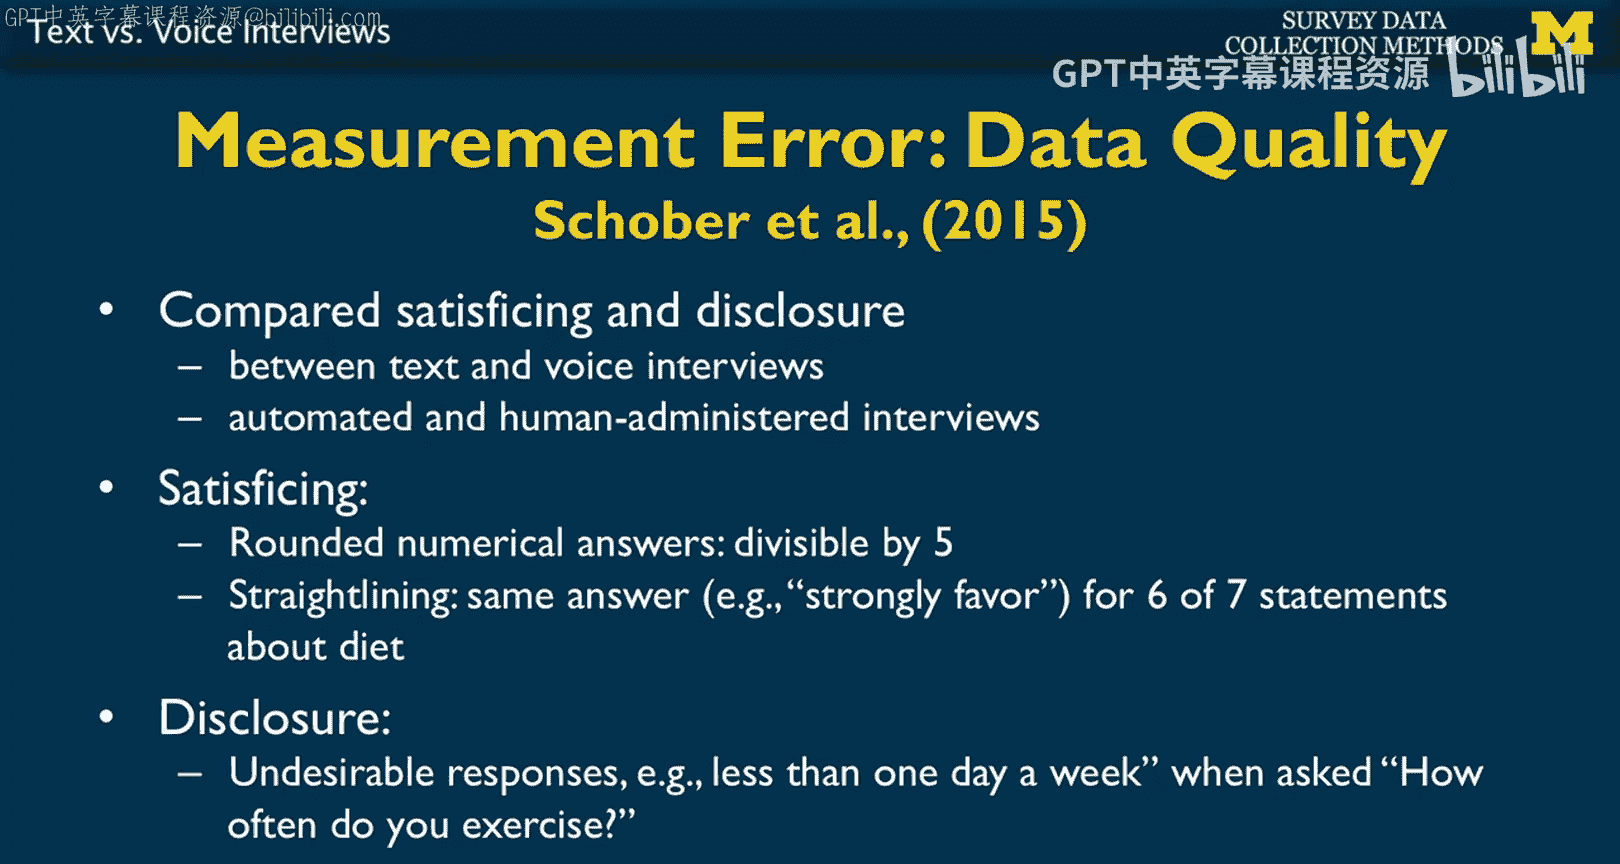 GPT中英字幕课程资源@bilibili.com
Text vs. Voice Interviews
SURVEY DATA
COLLECTION METHODS
M
GPT中英字幕课程资源 bilibili
Measurement Error: Data Quality
Schober et al., (2015)
• Compared satisficing and disclosure
– between text and voice interviews
– automated and human-administered interviews
• Satisficing:
– Rounded numerical answers: divisible by 5
– Straightlining: same answer (e.g., “strongly favor”) for 6 of 7 statements
about diet
• Disclosure:
– Undesirable responses, e.g., less than one day a week” when asked “How
often do you exercise?”